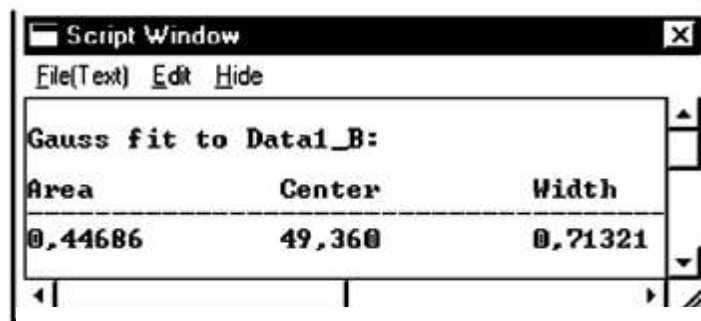 Script Window
File(Text) Edit Hide
Gauss fit to Data1_B:
Area Center Width
0,44686 49,360 0,71321